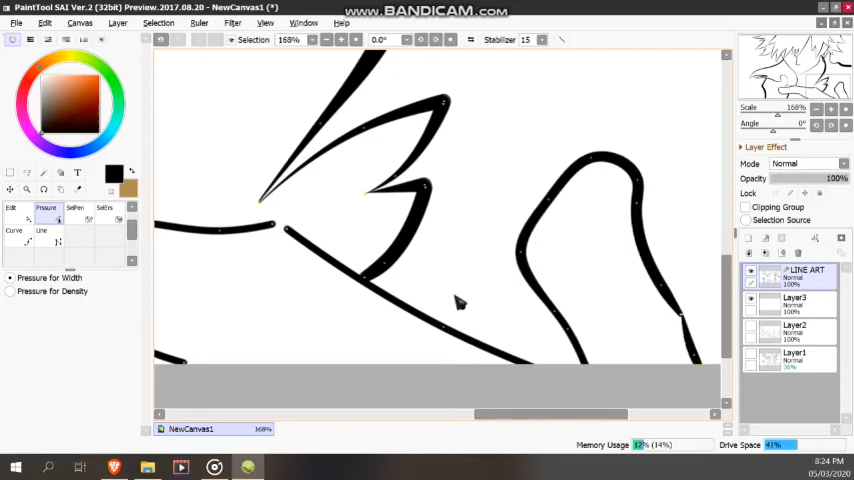 www.BANDICAM.com
PaintTool SAI Ver.2 (32bit) Preview.2017.08.20 - NewCanvas1 (*)
File Edit Canvas Layer Selection Ruler Filter View Window Help
Selection 168% 0.0° Stabilizer 15
Scale 168%
Angle 0°
Layer Effect
Mode Normal
Opacity 100%
Lock
Clipping Group
Selection Source
T
Edit Prssure SelPen SelErs
Curve Line
Pressure for Width
Pressure for Density
LINE ART
Normal
100%
Layer3
Normal
100%
Layer2
Normal
100%
Layer1
Normal
36%
NewCanvas1 168%
Memory Usage 12% (14%) Drive Space 41%
8:24 PM
05/03/2020